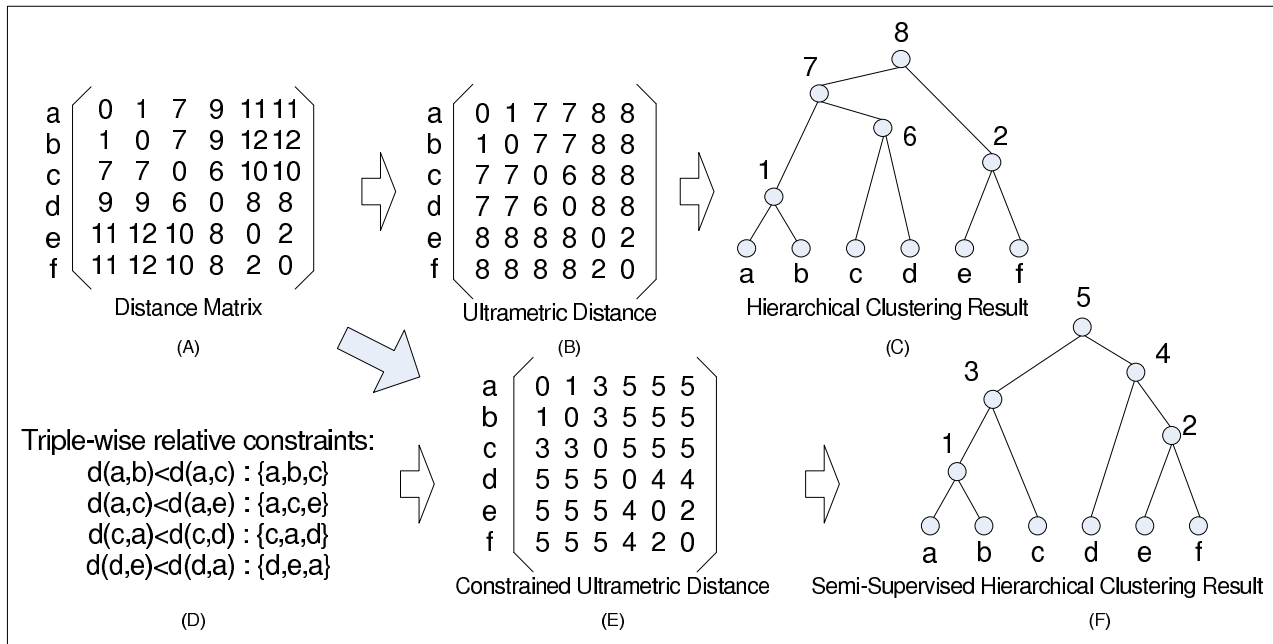 a 0 1 7 9 11 11
b 1 0 7 9 12 12
c 7 7 0 6 10 10
d 9 9 6 0 8 8
e 11 12 10 8 0 2
f 11 12 10 8 2 0
Distance Matrix
(A)
a 0 1 7 7 8 8
b 1 0 7 7 8 8
c 7 7 0 6 8 8
d 7 7 6 0 8 8
e 8 8 8 8 0 2
f 8 8 8 8 2 0
Ultrametric Distance
(B)
8
7
6
2
1
a b c d e f
Hierarchical Clustering Result
(C)
Triple-wise relative constraints:
d(a,b)<d(a,c) : {a,b,c}
d(a,c)<d(a,e) : {a,c,e}
d(c,a)<d(c,d) : {c,a,d}
d(d,e)<d(d,a) : {d,e,a}
(D)
a 0 1 3 5 5 5
b 1 0 3 5 5 5
c 3 3 0 5 5 5
d 5 5 5 0 4 4
e 5 5 5 4 0 2
f 5 5 5 4 2 0
Constrained Ultrametric Distance
(E)
5
4
3
2
1
a b c d e f
Semi-Supervised Hierarchical Clustering Result
(F)